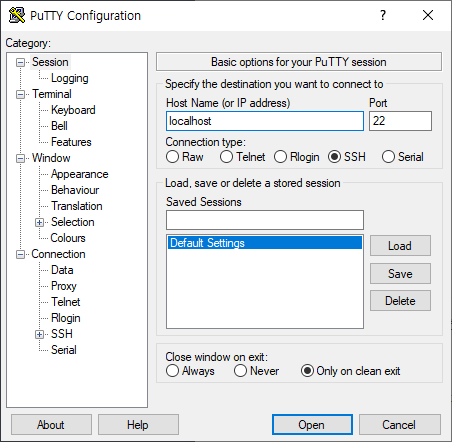 PuTTY Configuration
?
Category:
Session
Logging
Terminal
Keyboard
Bell
Features
Window
Appearance
Behaviour
Translation
Selection
Colours
Connection
Data
Proxy
Telnet
Rlogin
SSH
Serial
Basic options for your PuTTY session
Specify the destination you want to connect to
Host Name (or IP address) Port
localhost 22
Connection type:
Raw Telnet Rlogin SSH Serial
Load, save or delete a stored session
Saved Sessions
Default Settings
Load
Save
Delete
Close window on exit:
Always Never Only on clean exit
About Help Open Cancel